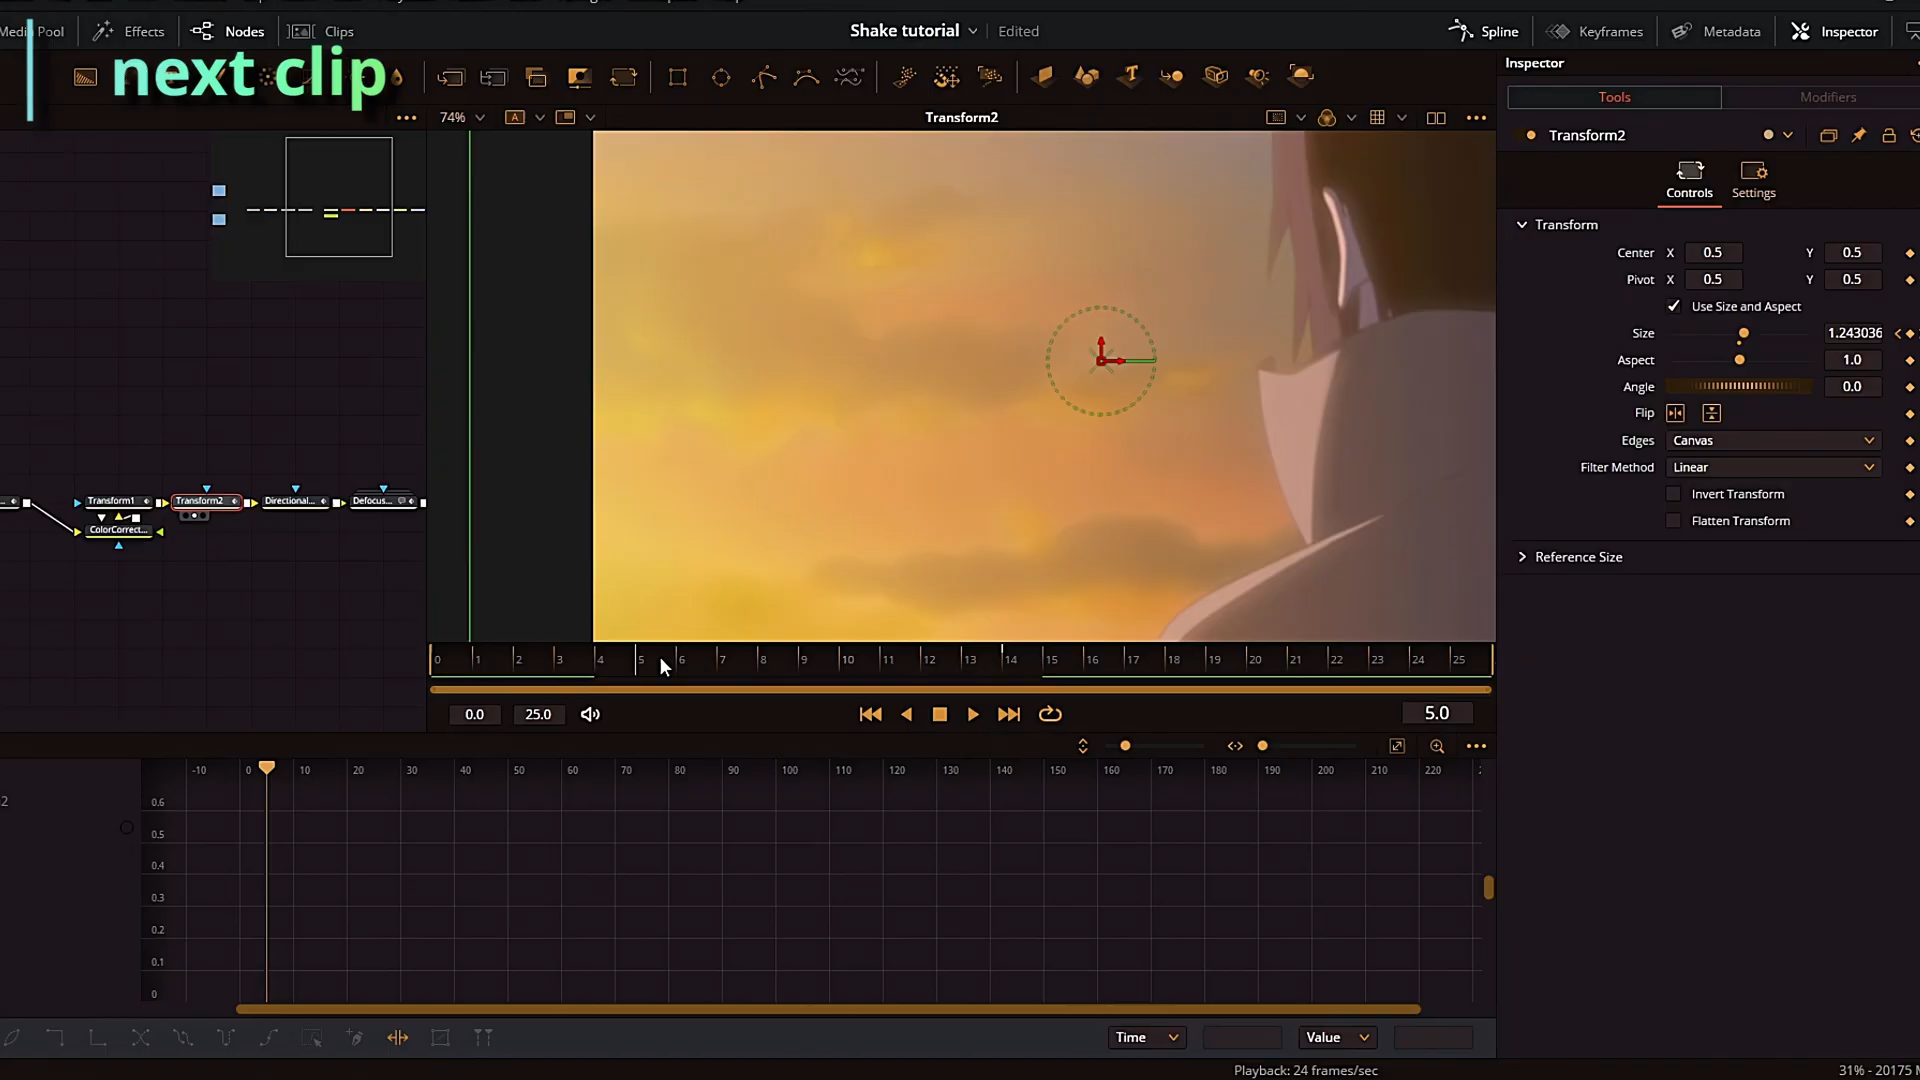 Media Pool Effects Nodes Clips Shake tutorial Edited Spline Keyframes Metadata Inspector
next clip
Inspector
Tools Modifiers
74% A Transform2
Transform2
Controls Settings
Transform
Center X 0.5 Y 0.5
Pivot X 0.5 Y 0.5
Use Size and Aspect
Size 1.243036
Aspect 1.0
Angle 0.0
Flip
Edges Canvas
Filter Method Linear
Invert Transform
Flatten Transform
Reference Size
Transform1 Transform2 Directional... Defocus...
ColorCorrect...
0 1 2 3 4 5 6 7 8 9 10 11 12 13 14 15 16 17 18 19 20 21 22 23 24 25
0.0 25.0 5.0
-10 0 10 20 30 40 50 60 70 80 90 100 110 120 130 140 150 160 170 180 190 200 210 220
0.6
0.5
0.4
0.3
0.2
0.1
0
Time Value
Playback: 24 frames/sec 31% - 20175 M